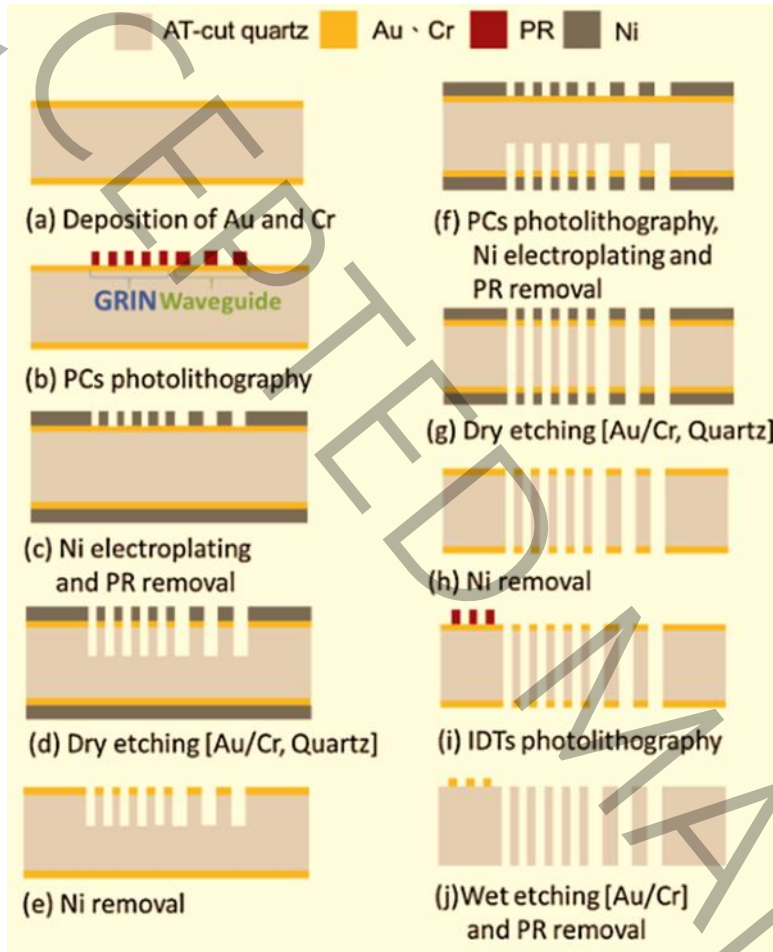 AT-cut quartz Au、Cr PR Ni
(a) Deposition of Au and Cr
GRIN Waveguide
(b) PCs photolithography
(c) Ni electroplating
and PR removal
(d) Dry etching [Au/Cr, Quartz]
(e) Ni removal
(f) PCs photolithography,
Ni electroplating and
PR removal
(g) Dry etching [Au/Cr, Quartz]
(h) Ni removal
(i) IDTs photolithography
(j)Wet etching [Au/Cr]
and PR removal
CEPTED MA